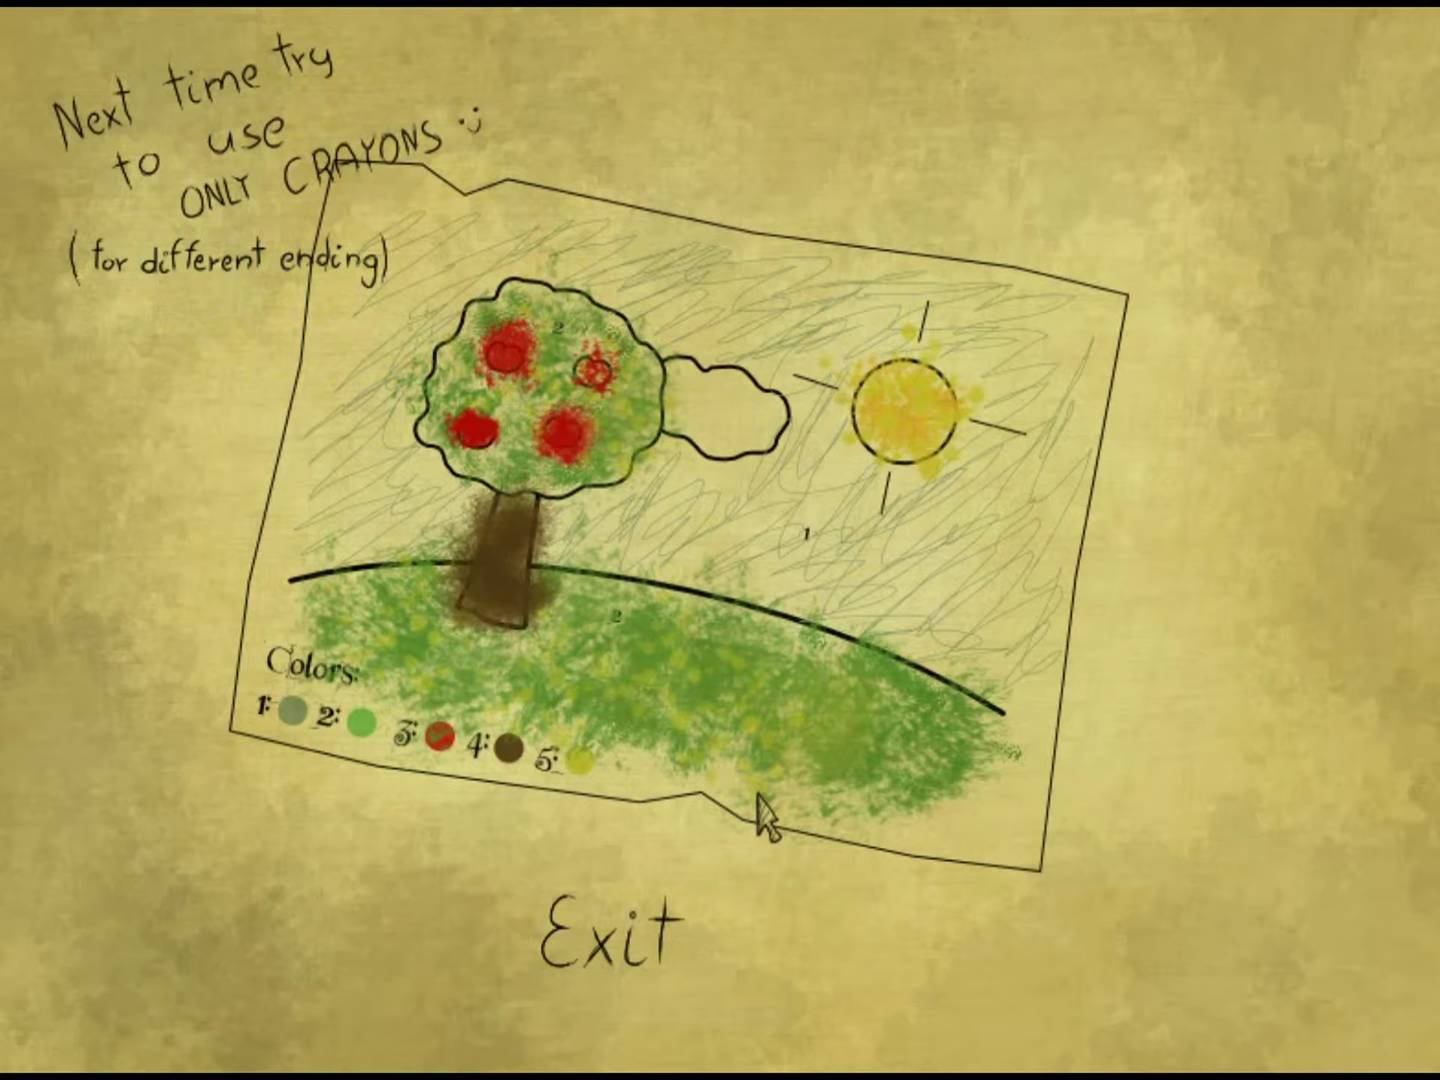 Next time try
to use
ONLY CRAYONS :)
(for different ending)
2
1
2
Colors:
1: 2: 3: 4: 5:
Exit